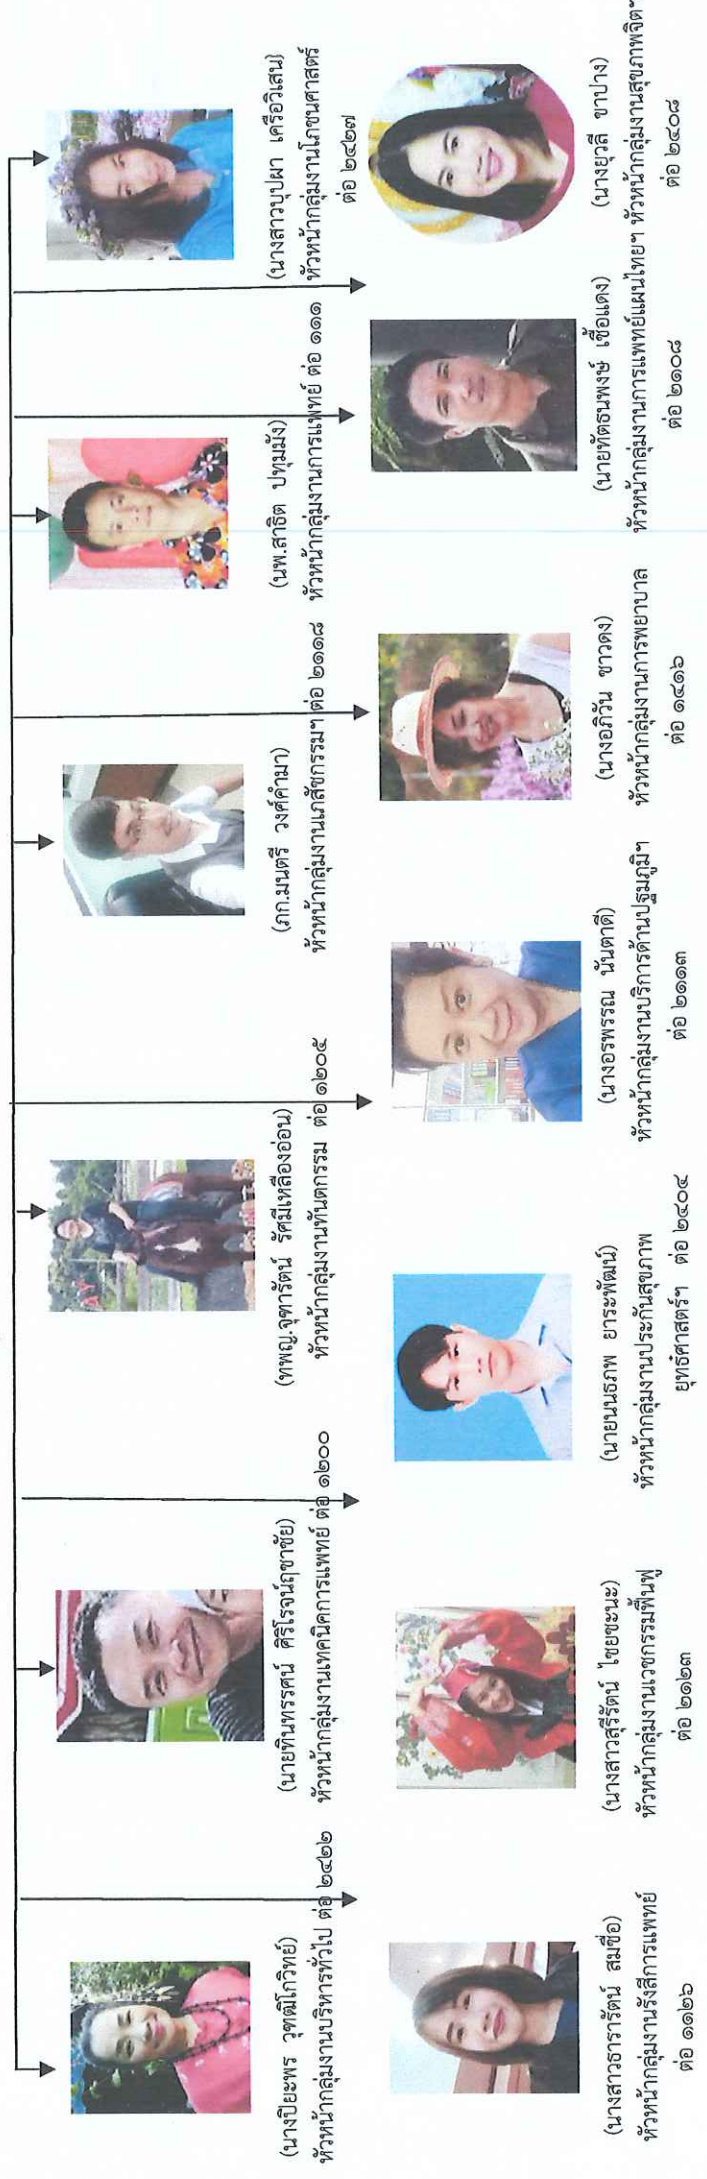 (นางปิยะพร วุฑฒิโกวิทย์)
หัวหน้ากลุ่มงานบริหารทั่วไป ต่อ ๒๔๒๒
(นายทินทรรศน์ ศิริโรจน์ฤชาชัย)
หัวหน้ากลุ่มงานเทคนิคการแพทย์ ต่อ ๑๒๐๐
(ทพญ.จุฑารัตน์ รัศมีเหลืองอ่อน)
หัวหน้ากลุ่มงานทันตกรรม ต่อ ๑๒๐๕
(ภก.มนตรี วงศ์คำมา)
หัวหน้ากลุ่มงานเภสัชกรรมฯ ต่อ ๒๑๑๘
(นพ.สาธิต ปทุมมัง)
หัวหน้ากลุ่มงานการแพทย์ ต่อ ๑๑๑
(นางสาวบุปผา เครือวิเสน)
หัวหน้ากลุ่มงานโภชนศาสตร์
ต่อ ๒๔๒๗
(นางสาวธารารัตน์ สมชื่อ)
หัวหน้ากลุ่มงานรังสีการแพทย์
ต่อ ๑๑๒๖
(นางสาวสุรีรัตน์ ไชยชะนะ)
หัวหน้ากลุ่มงานเวชกรรมฟื้นฟู
ต่อ ๒๑๒๓
(นายนนธภพ ยาระพัฒน์)
หัวหน้ากลุ่มงานประกันสุขภาพ
ยุทธ์ศาสตร์ฯ ต่อ ๒๔๐๔
(นางอรพรรณ นันตาดี)
หัวหน้ากลุ่มงานบริการด้านปฐมภูมิฯ
ต่อ ๒๑๑๓
(นางอภิวัน ชาวดง)
หัวหน้ากลุ่มงานการพยาบาล
ต่อ ๑๔๑๖
(นายทัตธนพงษ์ เชื้อแดง)
หัวหน้ากลุ่มงานการแพทย์แผนไทยฯ
ต่อ ๒๑๐๘
(นางยุวลี ขาปาง)
หัวหน้ากลุ่มงานสุขภาพจิตฯ
ต่อ ๒๔๐๘